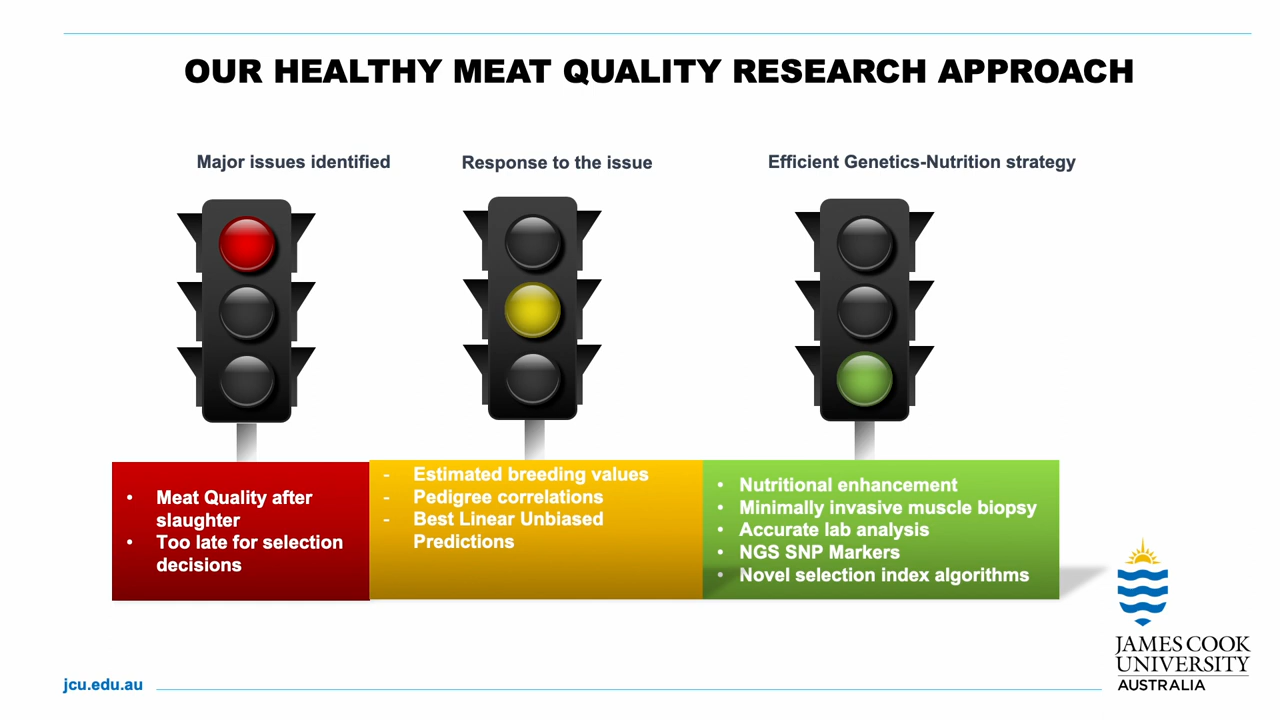 OUR HEALTHY MEAT QUALITY RESEARCH APPROACH
Major issues identified
Response to the issue
Efficient Genetics-Nutrition strategy
• Meat Quality after
slaughter
• Too late for selection
decisions
- Estimated breeding values
- Pedigree correlations
- Best Linear Unbiased
Predictions
• Nutritional enhancement
• Minimally invasive muscle biopsy
• Accurate lab analysis
• NGS SNP Markers
• Novel selection index algorithms
JAMES COOK
UNIVERSITY
AUSTRALIA
jcu.edu.au